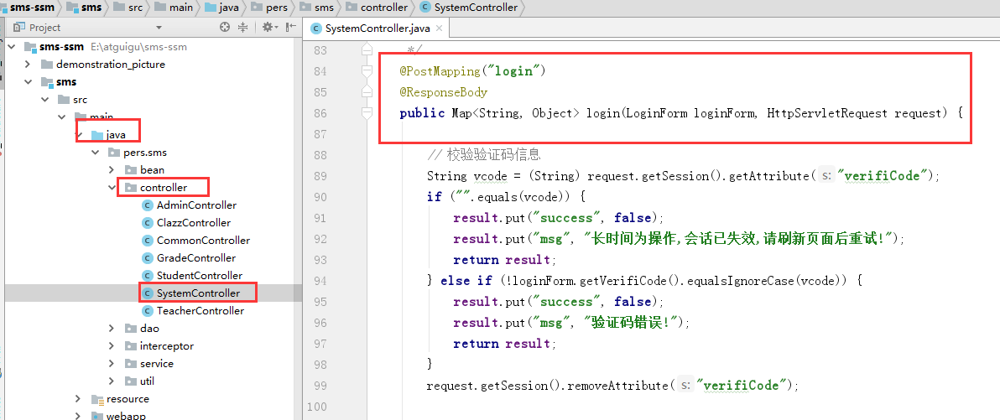 sms-ssm sms src main java pers sms controller SystemController
Project
sms-ssm E:\atguigu\sms-ssm
demonstration_picture
sms
src
main
java
pers.sms
bean
controller
AdminController
ClazzController
CommonController
GradeController
StudentController
SystemController
TeacherController
dao
interceptor
service
util
resource
webapp
SystemController.java
83 */
84 @PostMapping("login")
85 @ResponseBody
86 public Map<String, Object> login(LoginForm loginForm, HttpServletRequest request) {
87
88 // 校验验证码信息
89 String vcode = (String) request.getSession().getAttribute( s: "verifiCode");
90 if ("".equals(vcode)) {
91 result.put("success", false);
92 result.put("msg", "长时间为操作,会话已失效,请刷新页面后重试!");
93 return result;
94 } else if (!loginForm.getVerifiCode().equalsIgnoreCase(vcode)) {
95 result.put("success", false);
96 result.put("msg", "验证码错误!");
97 return result;
98 }
99 request.getSession().removeAttribute( s: "verifiCode");
100